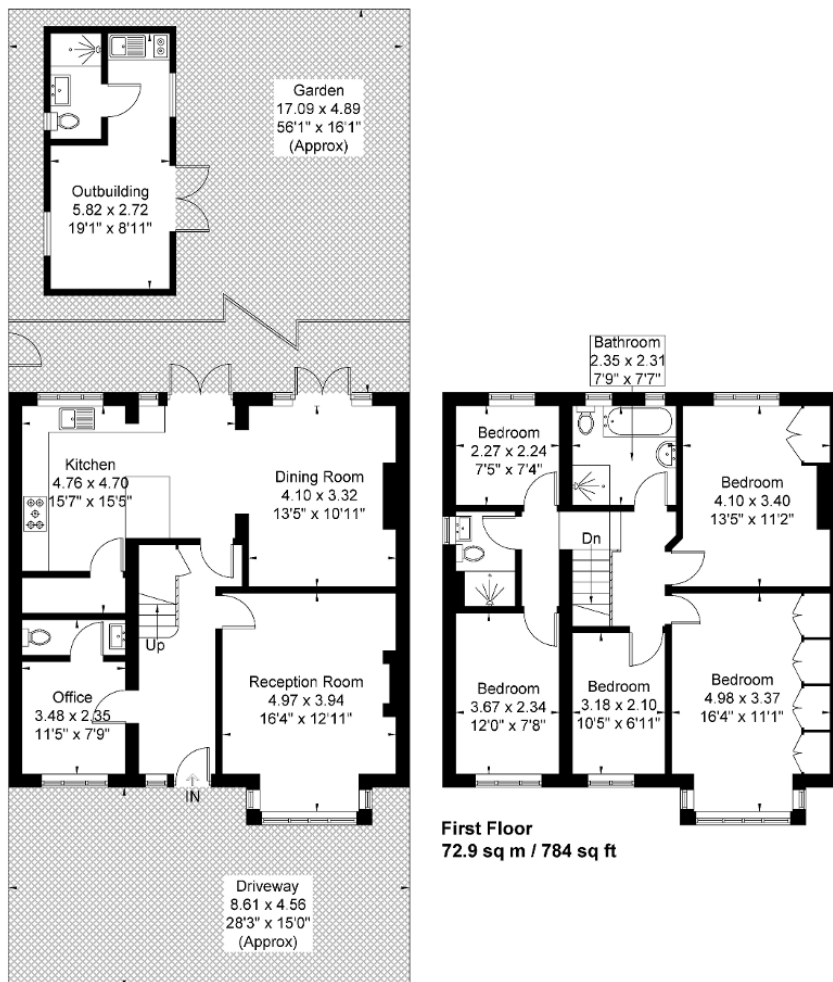 Garden
17.09 x 4.89
56'1" x 16'1"
(Approx)
Outbuilding
5.82 x 2.72
19'1" x 8'11"
Kitchen
4.76 x 4.70
15'7" x 15'5"
Dining Room
4.10 x 3.32
13'5" x 10'11"
Up
Office
3.48 x 2.35
11'5" x 7'9"
Reception Room
4.97 x 3.94
16'4" x 12'11"
IN
Driveway
8.61 x 4.56
28'3" x 15'0"
(Approx)
Bathroom
2.35 x 2.31
7'9" x 7'7"
Bedroom
2.27 x 2.24
7'5" x 7'4"
Bedroom
4.10 x 3.40
13'5" x 11'2"
Dn
Bedroom
3.67 x 2.34
12'0" x 7'8"
Bedroom
3.18 x 2.10
10'5" x 6'11"
Bedroom
4.98 x 3.37
16'4" x 11'1"
First Floor
72.9 sq m / 784 sq ft